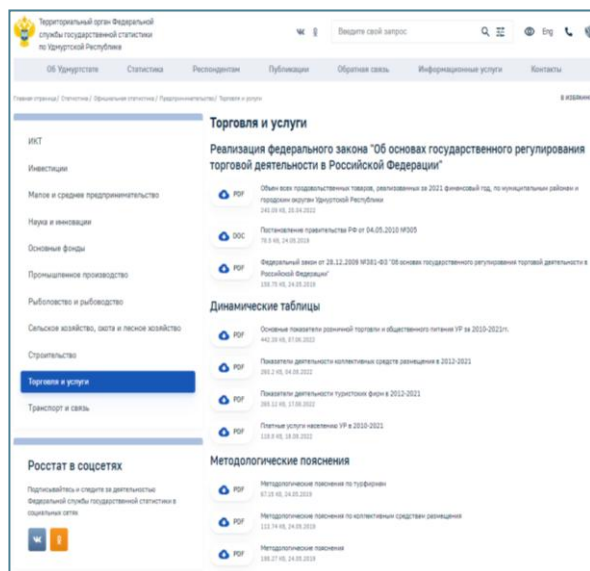 Территориальный орган Федеральной
службы государственной статистики
по Удмуртской Республике
Введите свой запрос
Eng
Об Удмуртстате
Статистика
Респондентам
Публикации
Обратная связь
Информационные услуги
Контакты
Главная страница/ Статистика/ Официальная статистика/ Предпринимательство/ Торговля и услуги
В ИЗБРАННО
ИКТ
Инвестиции
Малое и среднее предпринимательство
Наука и инновации
Основные фонды
Промышленное производство
Рыболовство и рыбоводство
Сельское хозяйство, охота и лесное хозяйство
Строительство
Торговля и услуги
Транспорт и связь
Росстат в соцсетях
Подписывайтесь и следите за деятельностью
Федеральной службы государственной статистики в
социальных сетях
Торговля и услуги
Реализация федерального закона "Об основах государственного регулирования
торговой деятельности в Российской Федерации"
PDF
Объем всех продовольственных товаров, реализованных за 2021 финансовый год, по муниципальным районам и
городским округам Удмуртской Республики
DOC
Постановление правительства РФ от 04.05.2010 №305
PDF
Федеральный закон от 28.12.2009 №381-ФЗ "Об основах государственного регулирования торговой деятельности в
Российской Федерации"
Динамические таблицы
PDF
Основные показатели розничной торговли и общественного питания УР за 2010-2021гг.
PDF
Показатели деятельности коллективных средств размещения в 2012-2021
PDF
Показатели деятельности туристских фирм в 2012-2021
PDF
Платные услуги населению УР в 2010-2021
Методологические пояснения
PDF
Методологические пояснения по турфирмам
PDF
Методологические пояснения по коллективным средствам размещения
PDF
Методологические пояснения